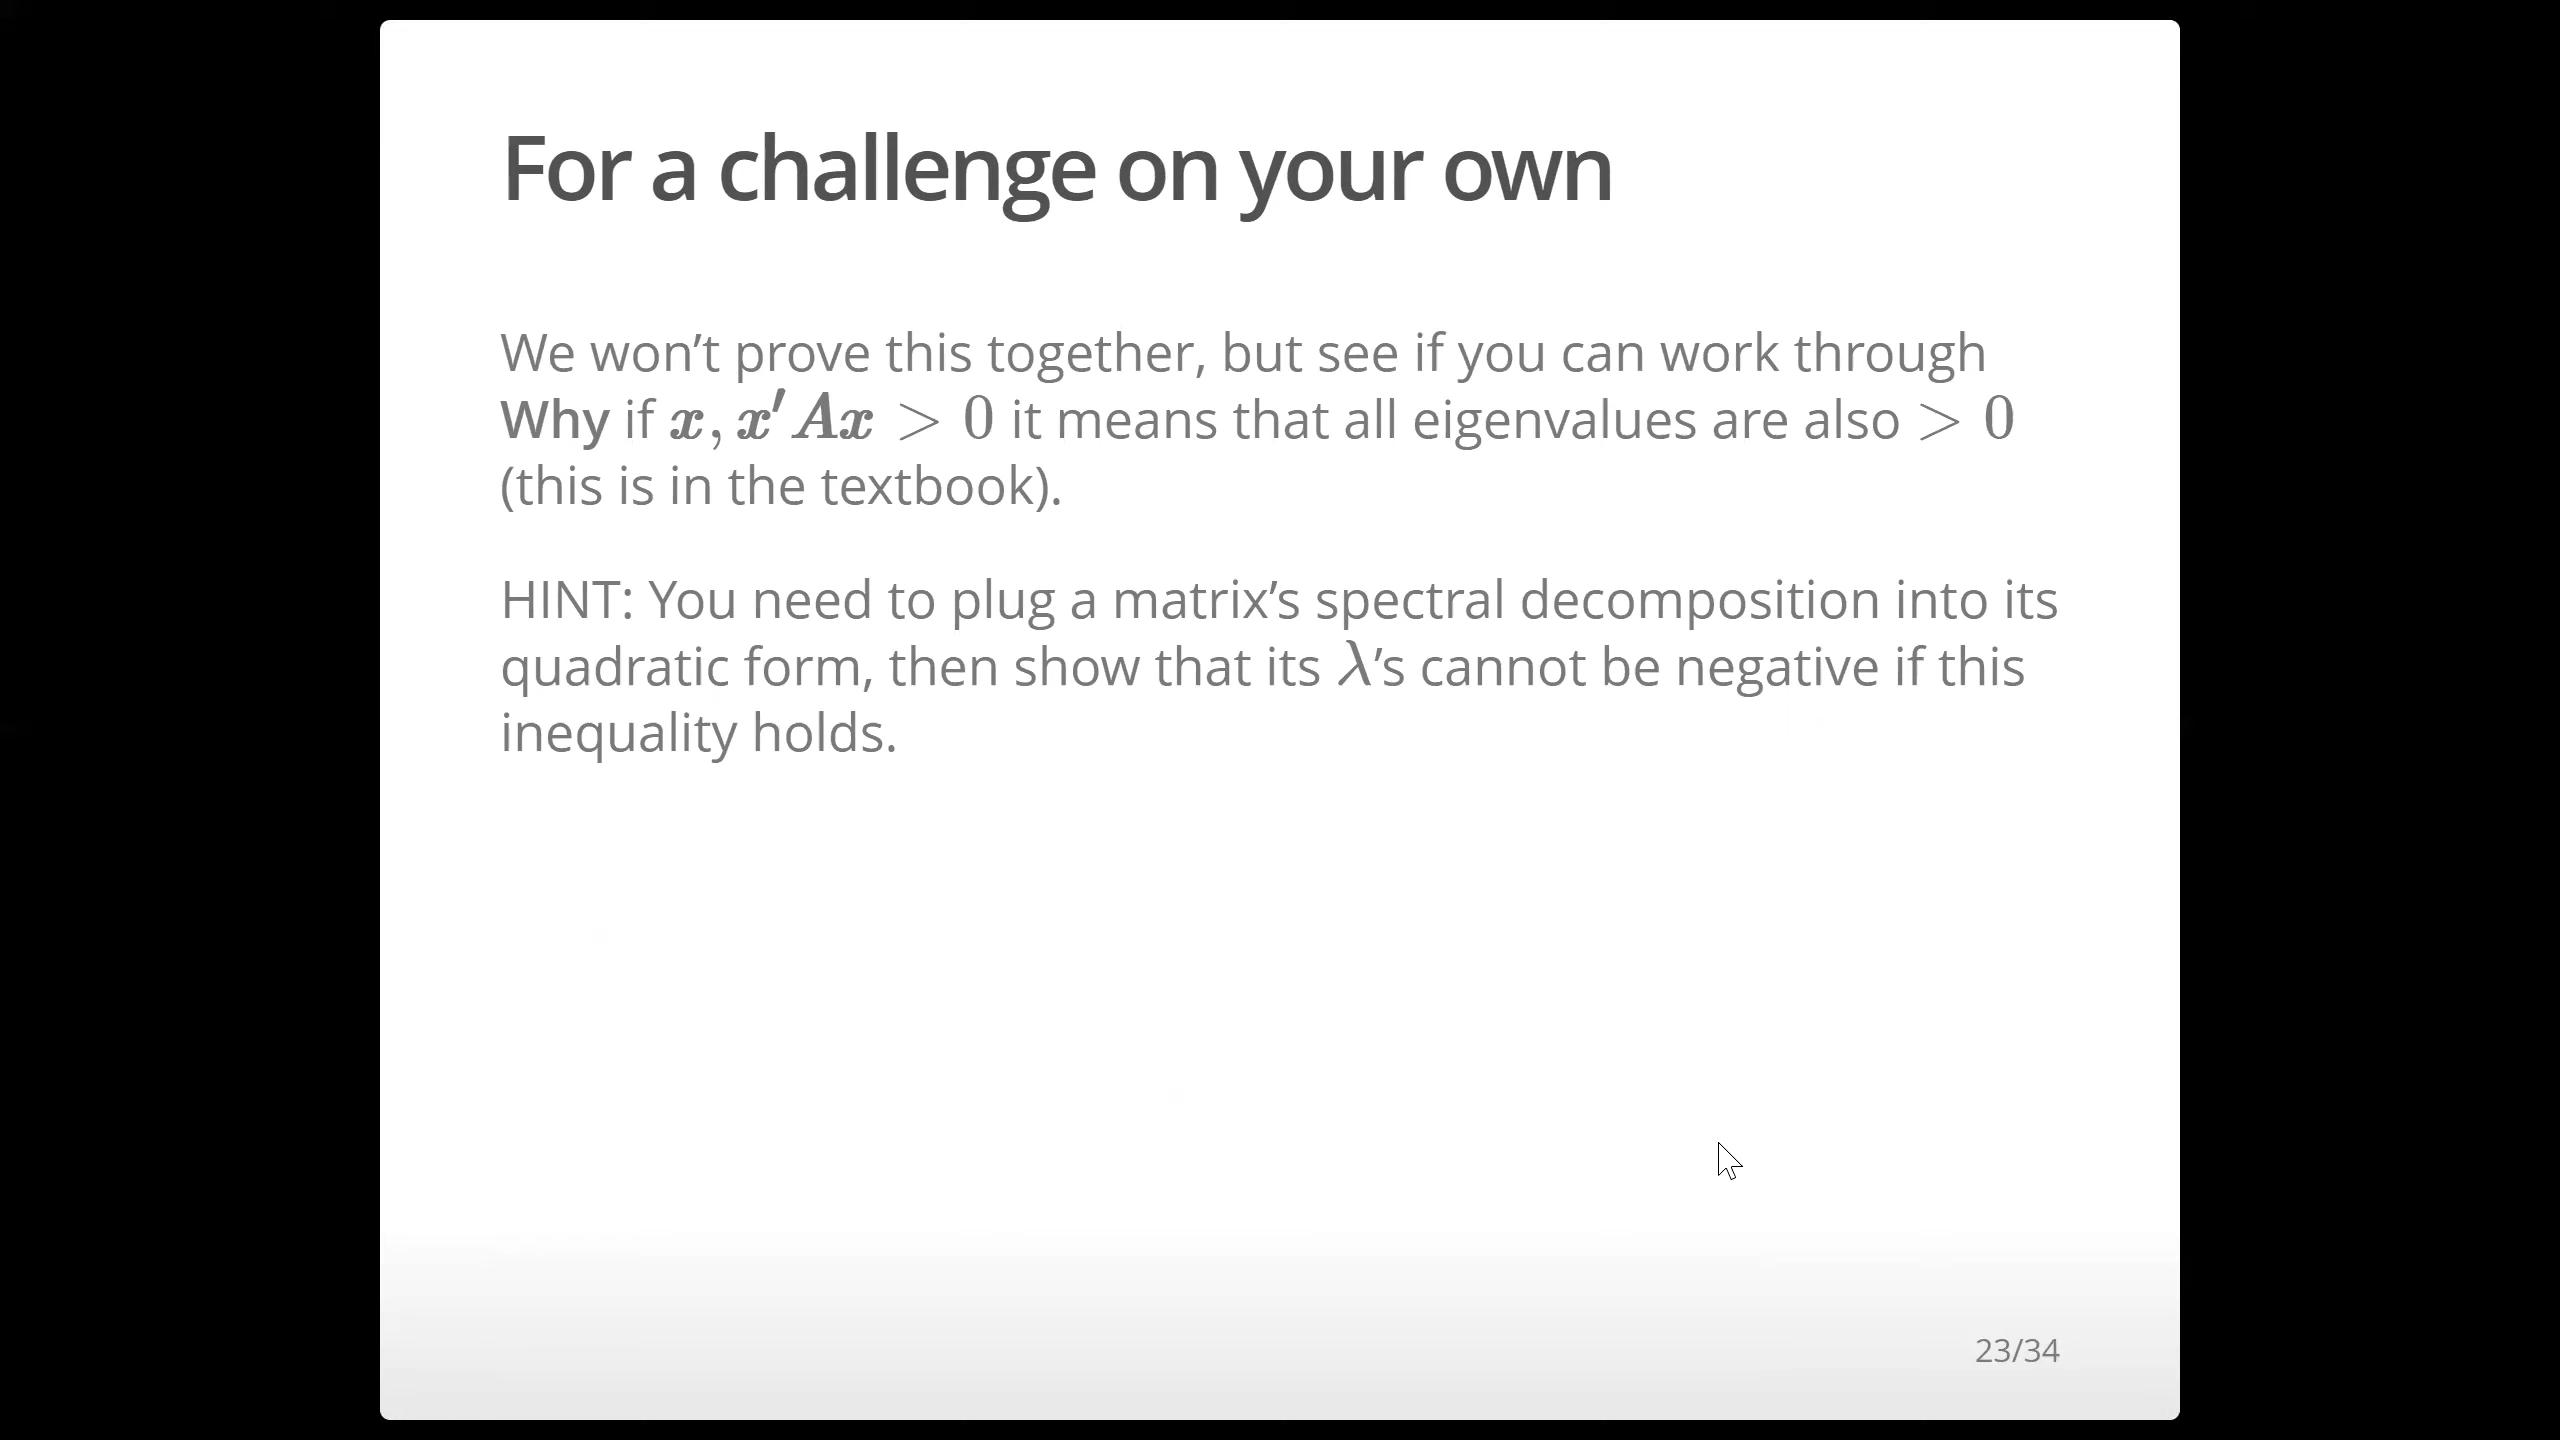 For a challenge on your own
We won’t prove this together, but see if you can work through
Why if x, x′Ax > 0 it means that all eigenvalues are also > 0
(this is in the textbook).
HINT: You need to plug a matrix’s spectral decomposition into its
quadratic form, then show that its λ’s cannot be negative if this
inequality holds.
23/34